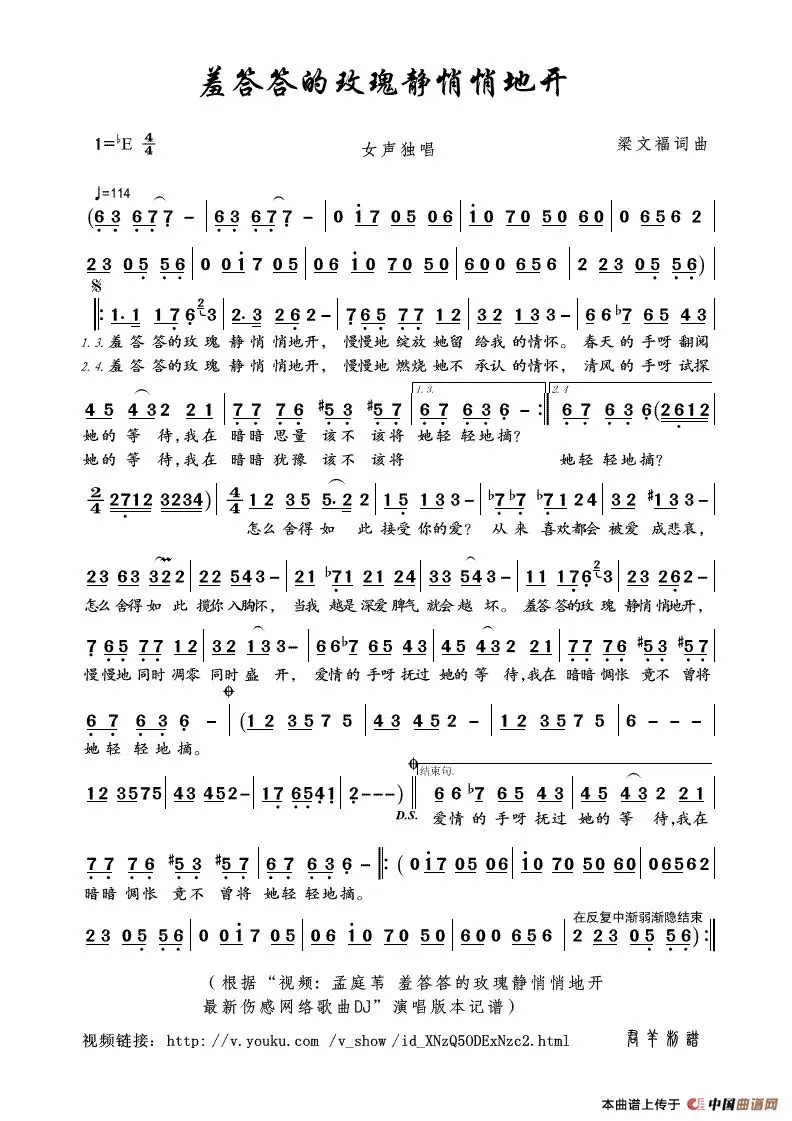 羞答答的玫瑰静悄悄地开
1=♭E 4/4 女声独唱 梁文福词曲
♩=114
(6 3 6 7 7 - | 6 3 6 7 7 - | 0 1 7 0 5 0 6 | 1 0 7 0 5 0 6 0 | 0 6 5 6 2
2 3 0 5 5 6 | 0 0 1 7 0 5 | 0 6 1 0 7 0 5 0 | 6 0 0 6 5 6 | 2 2 3 0 5 5 6)
𝄋
‖: 1. 1 1 7 6 2 3 | 2. 3 2 6 2 - | 7 6 5 7 7 1 2 | 3 2 1 3 3 - | 6 6 ♭7 6 5 4 3
1.3.羞答答的玫瑰静悄悄地开，慢慢地绽放她留给我的情怀。春天的手呀翻阅
2.4.羞答答的玫瑰静悄悄地开，慢慢地燃烧她不承认的情怀，清风的手呀试探
4 5 4 3 2 2 1 | 7 7 7 6 #5 3 #5 7 | 1.3. 6 7 6 3 6 - :‖ 2.4 6 7 6 3 6 (2 6 1 2
她的等待,我在暗暗思量该不该将她轻轻地摘?
她的等待,我在暗暗犹豫该不该将 她轻轻地摘?
2/4 2 7 1 2 3 2 3 4) | 4/4 1 2 3 5 5. 2 2 | 1 5 1 3 3 - | ♭7 ♭7 ♭7 1 2 4 | 3 2 #1 3 3 -
怎么舍得如此接受你的爱？从来喜欢都会被爱成悲哀，
2 3 6 3 3 2 2 2 | 2 2 5 4 3 - | 2 1 ♭7 1 2 1 2 4 | 3 3 5 4 3 - | 1 1 1 7 6 2 3 | 2 3 2 6 2 -
怎么舍得如此揽你入胸怀，当我越是深爱脾气就会越坏。羞答答的玫瑰静悄悄地开，
7 6 5 7 7 1 2 | 3 2 1 3 3 - | 6 6 ♭7 6 5 4 3 | 4 5 4 3 2 2 1 | 7 7 7 6 #5 3 #5 7
慢慢地同时凋零同时盛开，爱情的手呀抚过她的等待,我在暗暗惆怅竟不曾将
6 7 6 3 6 - | (1 2 3 5 7 5 | 4 3 4 5 2 - | 1 2 3 5 7 5 | 6 - - -
她轻轻地摘。
1 2 3 5 7 5 | 4 3 4 5 2 - | 1 7 6 5 4 1 | 2 - - -) ‖ 结束句. 6 6 ♭7 6 5 4 3 | 4 5 4 3 2 2 1
D.S. 爱情的手呀抚过她的等待,我在
7 7 7 6 #5 3 #5 7 | 6 7 6 3 6 - ‖: (0 1 7 0 5 0 6 | 1 0 7 0 5 0 6 0 | 0 6 5 6 2
暗暗惆怅竟不曾将她轻轻地摘。
在反复中渐弱渐隐结束
2 3 0 5 5 6 | 0 0 1 7 0 5 | 0 6 1 0 7 0 5 0 | 6 0 0 6 5 6 | 2 2 3 0 5 5 6) :‖
（根据“视频: 孟庭苇 羞答答的玫瑰静悄悄地开
最新伤感网络歌曲DJ”演唱版本记谱）
视频链接：http://v.youku.com /v_show /id_XNzQ5ODExNzc2.html
君羊制谱
本曲谱上传于 中国曲谱网